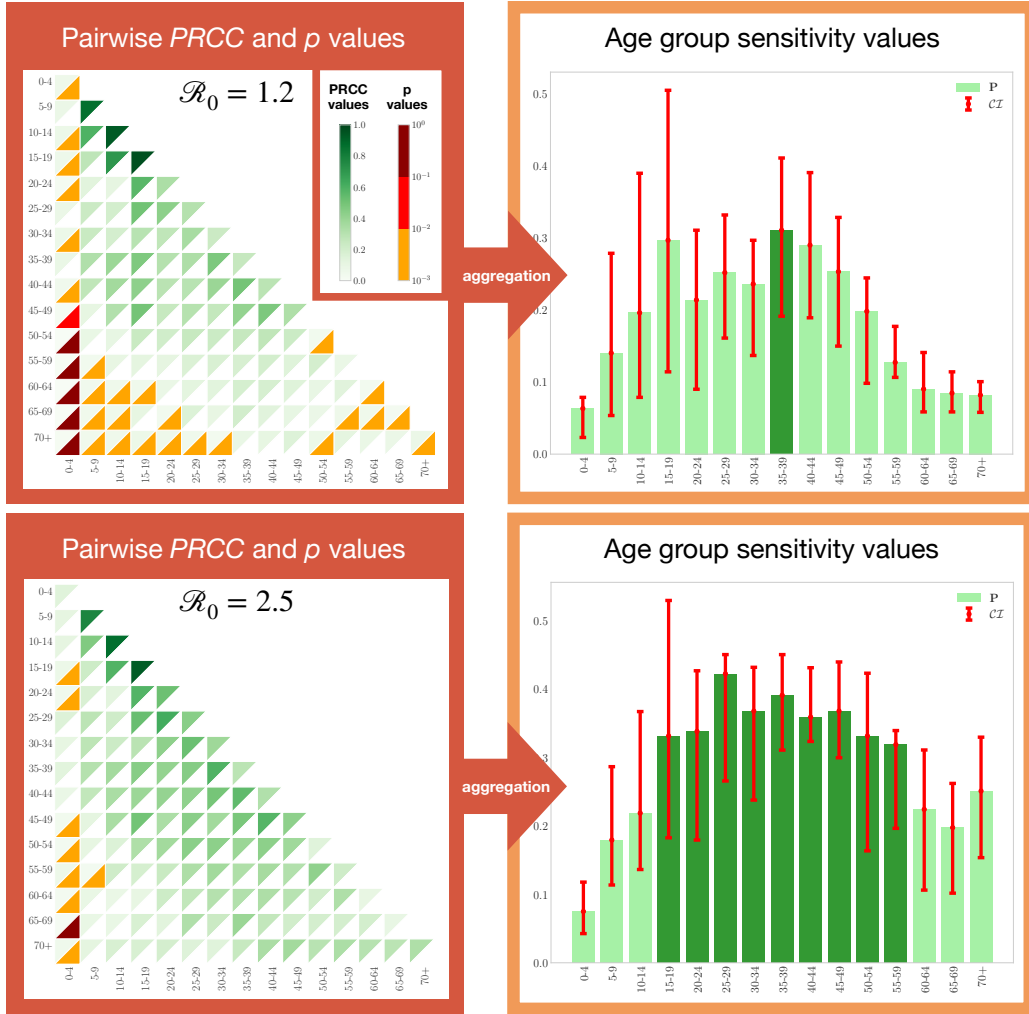 Pairwise PRCC and p values
ℛ0 = 1.2
PRCC values
p values
1.0
0.8
0.6
0.4
0.2
0.0
10⁰
10⁻¹
10⁻²
10⁻³
0-4
5-9
10-14
15-19
20-24
25-29
30-34
35-39
40-44
45-49
50-54
55-59
60-64
65-69
70+
0-4 5-9 10-14 15-19 20-24 25-29 30-34 35-39 40-44 45-49 50-54 55-59 60-64 65-69 70+
aggregation
Age group sensitivity values
P
CI
0.5
0.4
0.3
0.2
0.1
0.0
0-4 5-9 10-14 15-19 20-24 25-29 30-34 35-39 40-44 45-49 50-54 55-59 60-64 65-69 70+
Pairwise PRCC and p values
ℛ0 = 2.5
0-4
5-9
10-14
15-19
20-24
25-29
30-34
35-39
40-44
45-49
50-54
55-59
60-64
65-69
70+
0-4 5-9 10-14 15-19 20-24 25-29 30-34 35-39 40-44 45-49 50-54 55-59 60-64 65-69 70+
aggregation
Age group sensitivity values
P
CI
0.5
0.4
0.3
0.2
0.1
0.0
0-4 5-9 10-14 15-19 20-24 25-29 30-34 35-39 40-44 45-49 50-54 55-59 60-64 65-69 70+